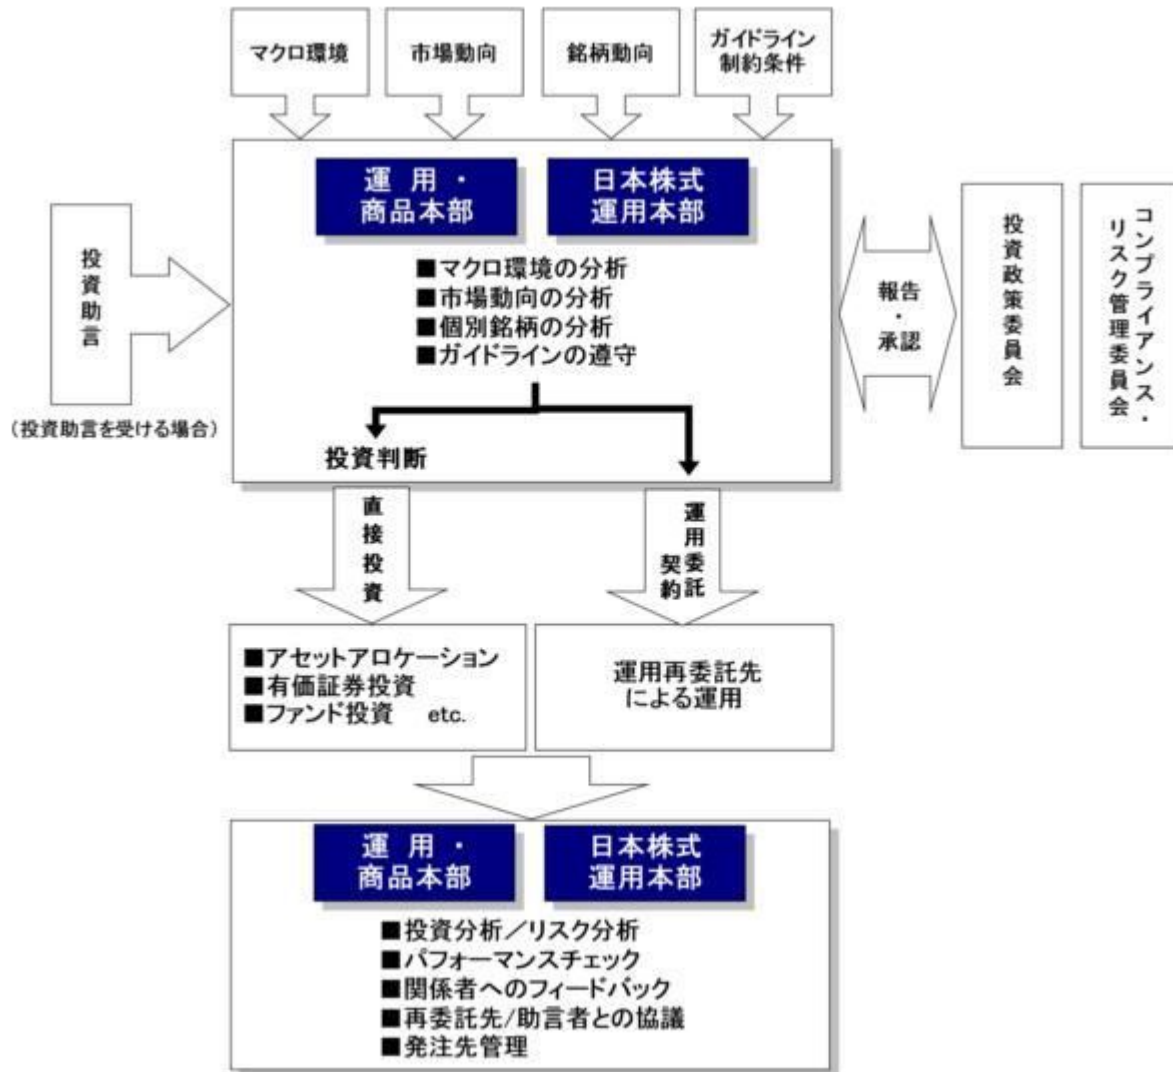 マクロ環境
市場動向
銘柄動向
ガイドライン
制約条件
運 用 ・
商品本部
日本株式
運用本部
■マクロ環境の分析
■市場動向の分析
■個別銘柄の分析
■ガイドラインの遵守
投資助言
(投資助言を受ける場合)
報告
・
承認
投資政策委員会
コンプライアンス・
リスク管理委員会
投資判断
直接投資
運用委託
契約
■アセットアロケーション
■有価証券投資
■ファンド投資 etc.
運用再委託先
による運用
運 用 ・
商品本部
日本株式
運用本部
■投資分析/リスク分析
■パフォーマンスチェック
■関係者へのフィードバック
■再委託先/助言者との協議
■発注先管理